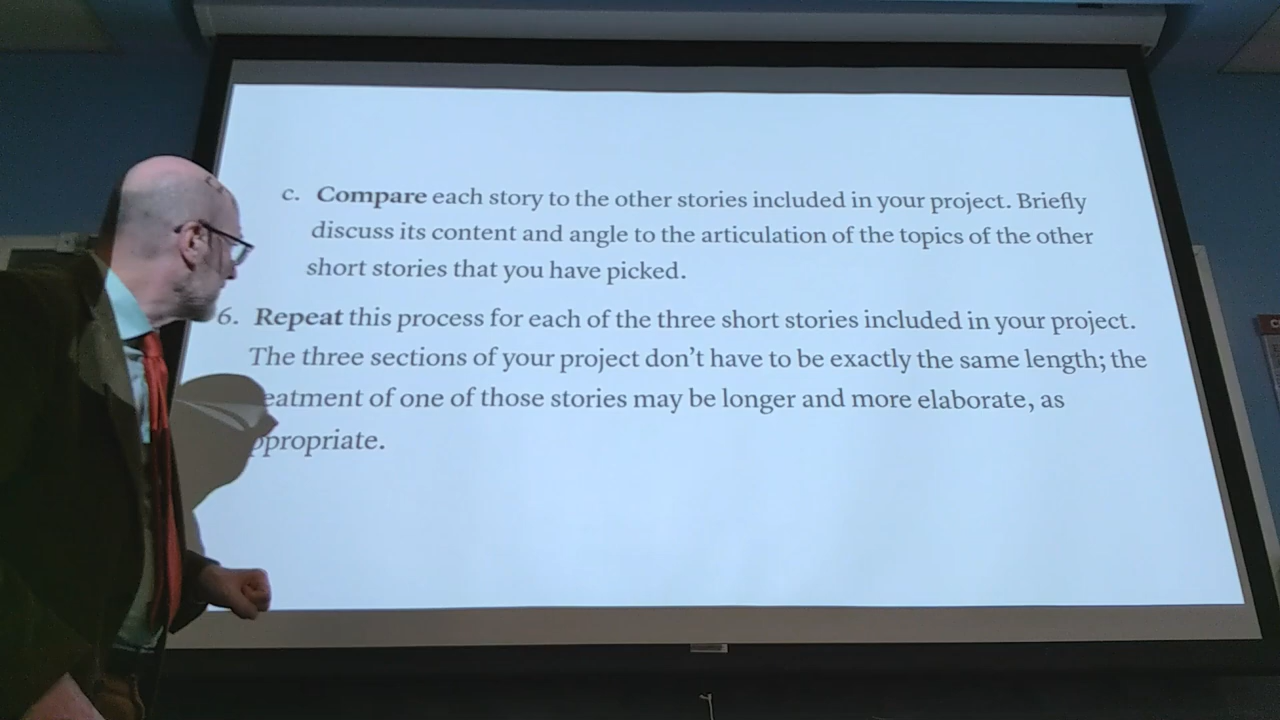 c. Compare each story to the other stories included in your project. Briefly
discuss its content and angle to the articulation of the topics of the other
short stories that you have picked.
6. Repeat this process for each of the three short stories included in your project.
The three sections of your project don't have to be exactly the same length; the
eatment of one of those stories may be longer and more elaborate, as
ppropriate.